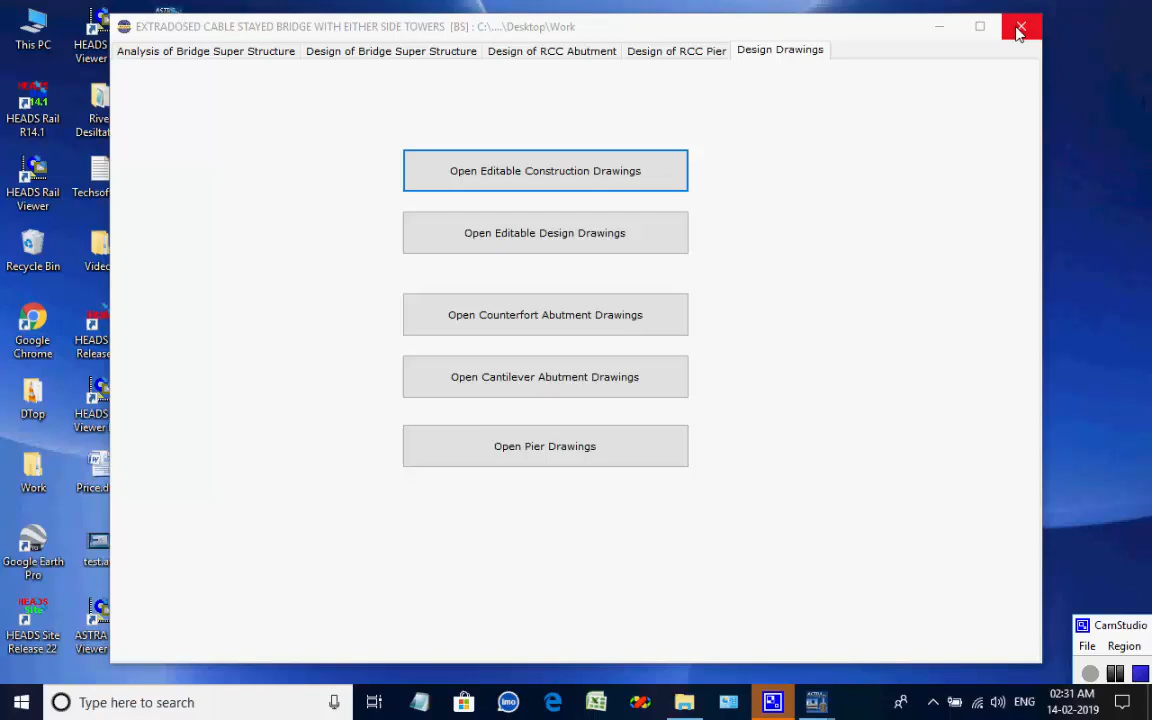 EXTRADOSED CABLE STAYED BRIDGE WITH EITHER SIDE TOWERS [BS] : C:\....\Desktop\Work
Analysis of Bridge Super Structure
Design of Bridge Super Structure
Design of RCC Abutment
Design of RCC Pier
Design Drawings
Open Editable Construction Drawings
Open Editable Design Drawings
Open Counterfort Abutment Drawings
Open Cantilever Abutment Drawings
Open Pier Drawings
This PC
HEADS
Viewer
HEADS Rail
R14.1
Rive
Desiltat
HEADS Rail
Viewer
Techsof
Recycle Bin
Video
Google
Chrome
HEADS
Release
DTop
HEADS
Viewer
Work
Price.d
Google Earth
Pro
test.a
HEADS Site
Release 22
ASTRA
Viewer
CamStudio
File
Region
Type here to search
imo
ENG
02:31 AM
14-02-2019